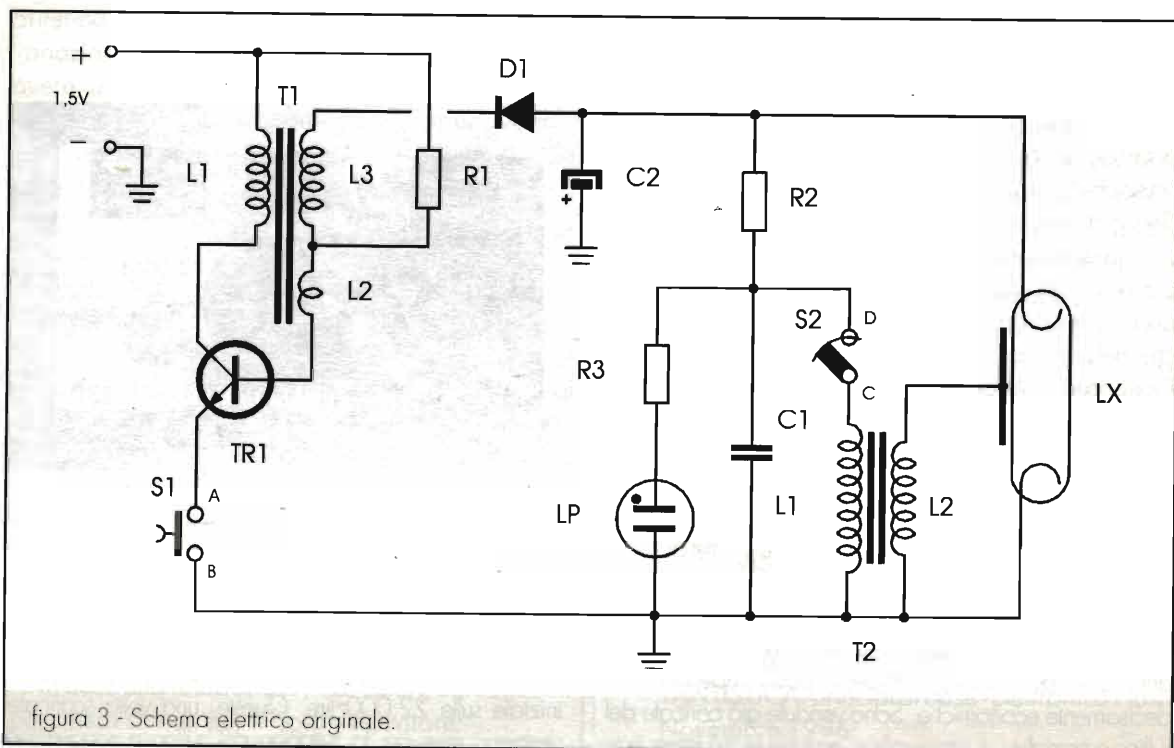 +
1,5V
−
T1
D1
L1
L3
R1
C2
+
R2
L2
S2
D
C
R3
LX
TR1
C1
S1
A
B
LP
L1
L2
T2
figura 3 - Schema elettrico originale.